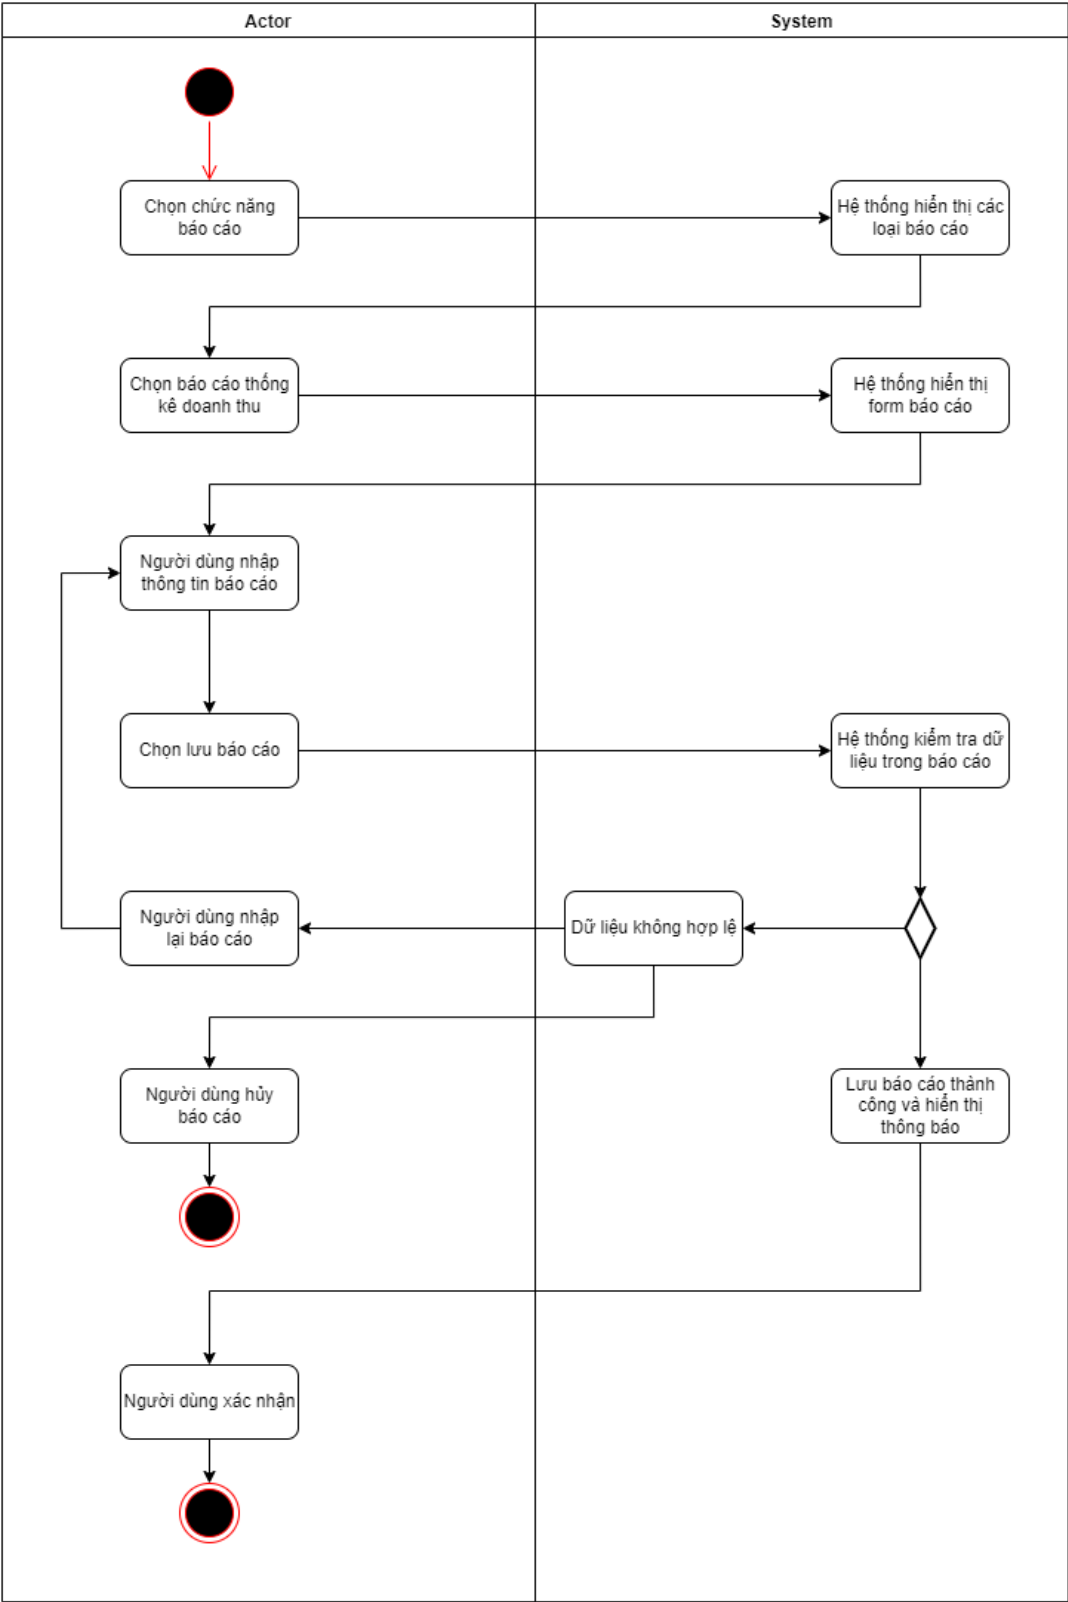 Actor
System
Chọn chức năng
báo cáo
Hệ thống hiển thị các
loại báo cáo
Chọn báo cáo thống
kê doanh thu
Hệ thống hiển thị
form báo cáo
Người dùng nhập
thông tin báo cáo
Chọn lưu báo cáo
Hệ thống kiểm tra dữ
liệu trong báo cáo
Người dùng nhập
lại báo cáo
Dữ liệu không hợp lệ
Người dùng hủy
báo cáo
Lưu báo cáo thành
công và hiển thị
thông báo
Người dùng xác nhận